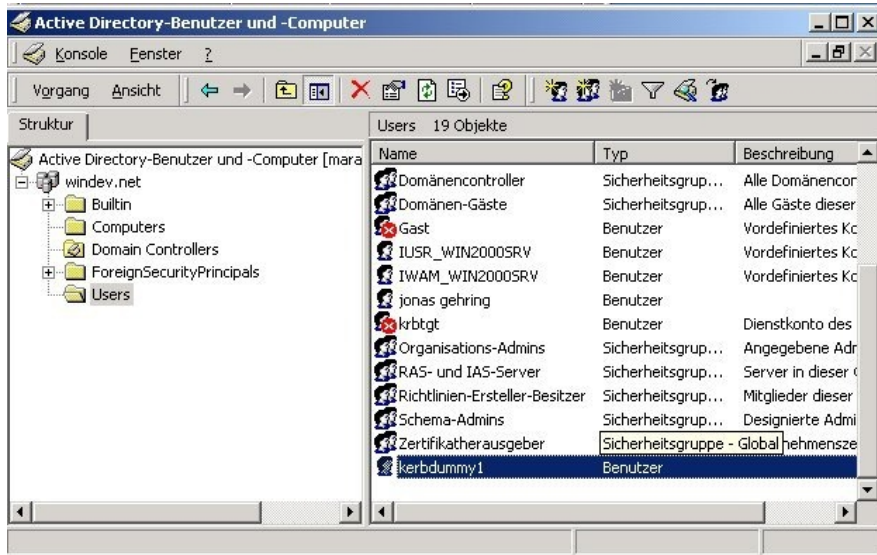 Active Directory-Benutzer und -Computer
Konsole Fenster ?
Vorgang Ansicht
Struktur
Users 19 Objekte
Active Directory-Benutzer und -Computer [mara
windev.net
Builtin
Computers
Domain Controllers
ForeignSecurityPrincipals
Users
Name Typ Beschreibung
Domänencontroller Sicherheitsgrup... Alle Domänencor
Domänen-Gäste Sicherheitsgrup... Alle Gäste dieser
Gast Benutzer Vordefiniertes Kc
IUSR_WIN2000SRV Benutzer Vordefiniertes Kc
IWAM_WIN2000SRV Benutzer Vordefiniertes Kc
jonas gehring Benutzer
krbtgt Benutzer Dienstkonto des
Organisations-Admins Sicherheitsgrup... Angegebene Adr
RAS- und IAS-Server Sicherheitsgrup... Server in dieser
Richtlinien-Ersteller-Besitzer Sicherheitsgrup... Mitglieder dieser
Schema-Admins Sicherheitsgrup... Designierte Admi
Zertifikatherausgeber Sicherheitsgruppe - Global nehmensze
kerbdummy1 Benutzer